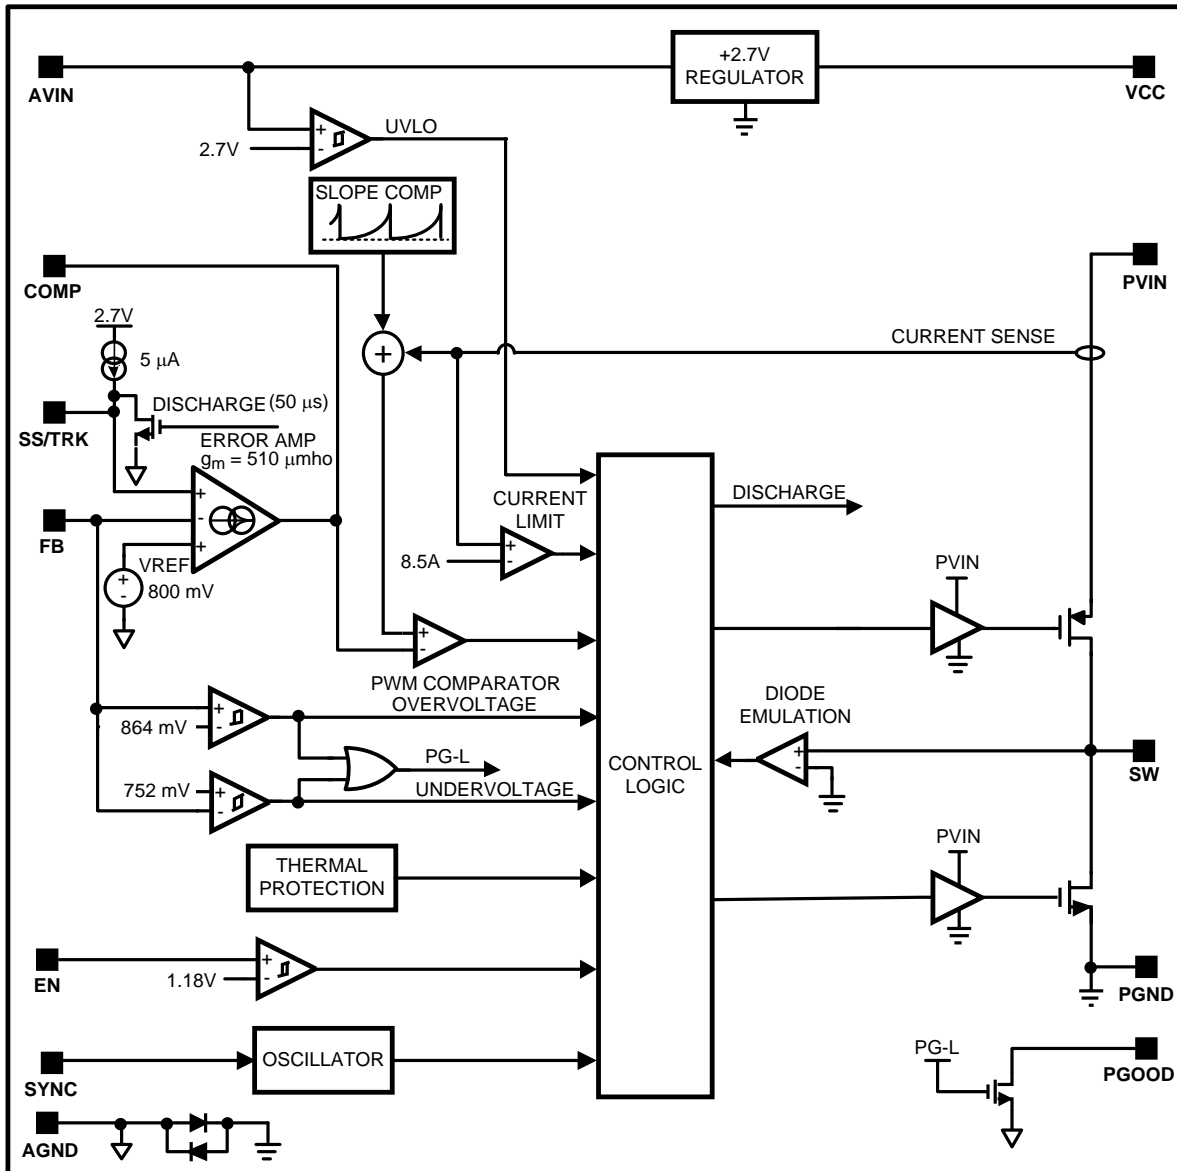 +2.7V
REGULATOR
AVIN
VCC
UVLO
+
-
2.7V
SLOPE COMP
COMP
PVIN
2.7V
5 μA
+
CURRENT SENSE
DISCHARGE (50 μs)
SS/TRK
ERROR AMP
gm = 510 μmho
+
-
+
FB
VREF
800 mV
+
-
CURRENT
LIMIT
+
-
8.5A
DISCHARGE
PVIN
+
-
PWM COMPARATOR
OVERVOLTAGE
+
-
864 mV
PG-L
DIODE
EMULATION
+
-
SW
CONTROL
LOGIC
752 mV
+
-
UNDERVOLTAGE
PVIN
THERMAL
PROTECTION
EN
+
-
1.18V
PGND
OSCILLATOR
SYNC
PG-L
PGOOD
AGND